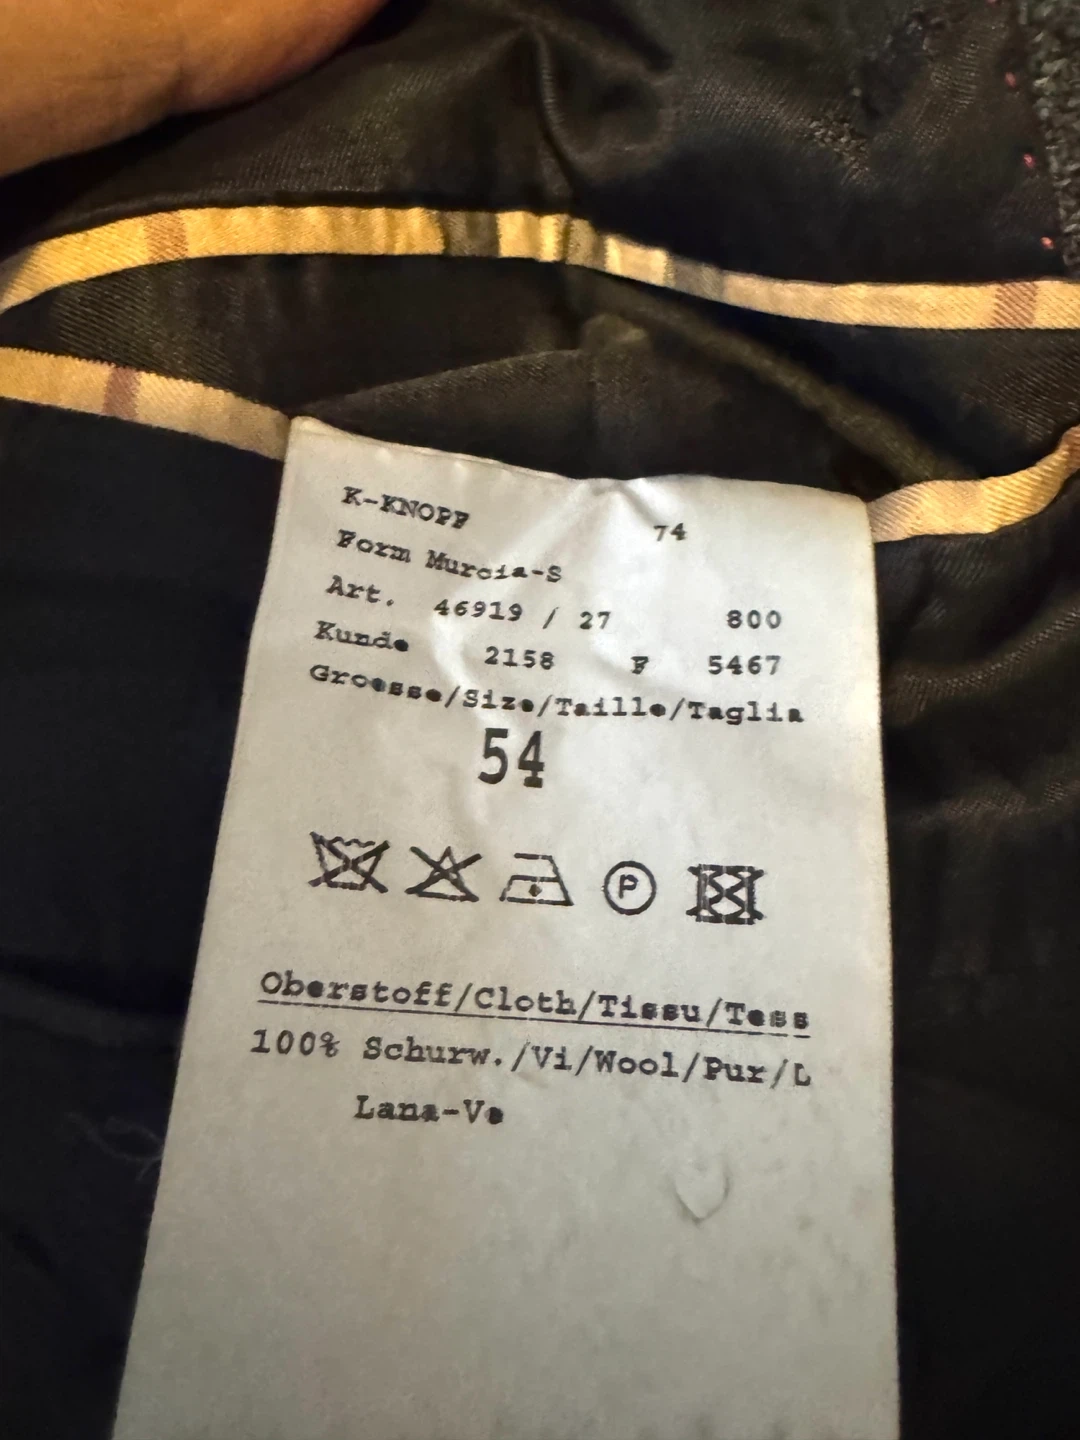 K-KNOPF 74
Form Murcia-S
Art. 46919 / 27 800
Kunde 2158 F 5467
Groesse/Size/Taille/Taglia
54
P
Oberstoff/Cloth/Tissu/Tess
100% Schurw./Vi/Wool/Pur/L
Lana-Ve